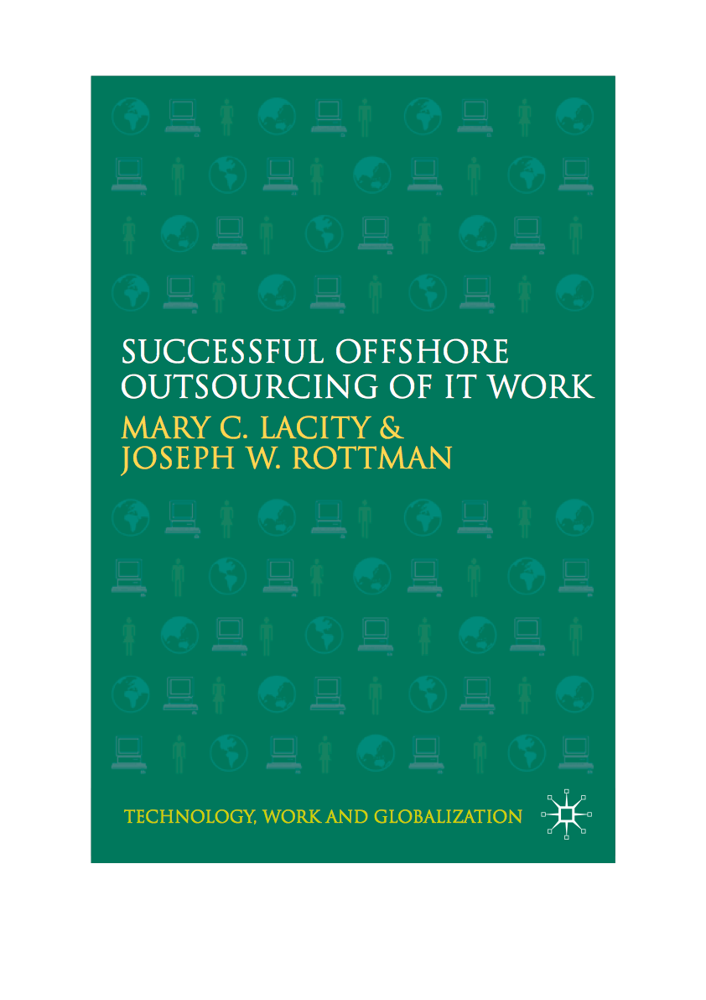 SUCCESSFUL OFFSHORE
OUTSOURCING OF IT WORK
MARY C. LACITY &
JOSEPH W. ROTTMAN
TECHNOLOGY, WORK AND GLOBALIZATION